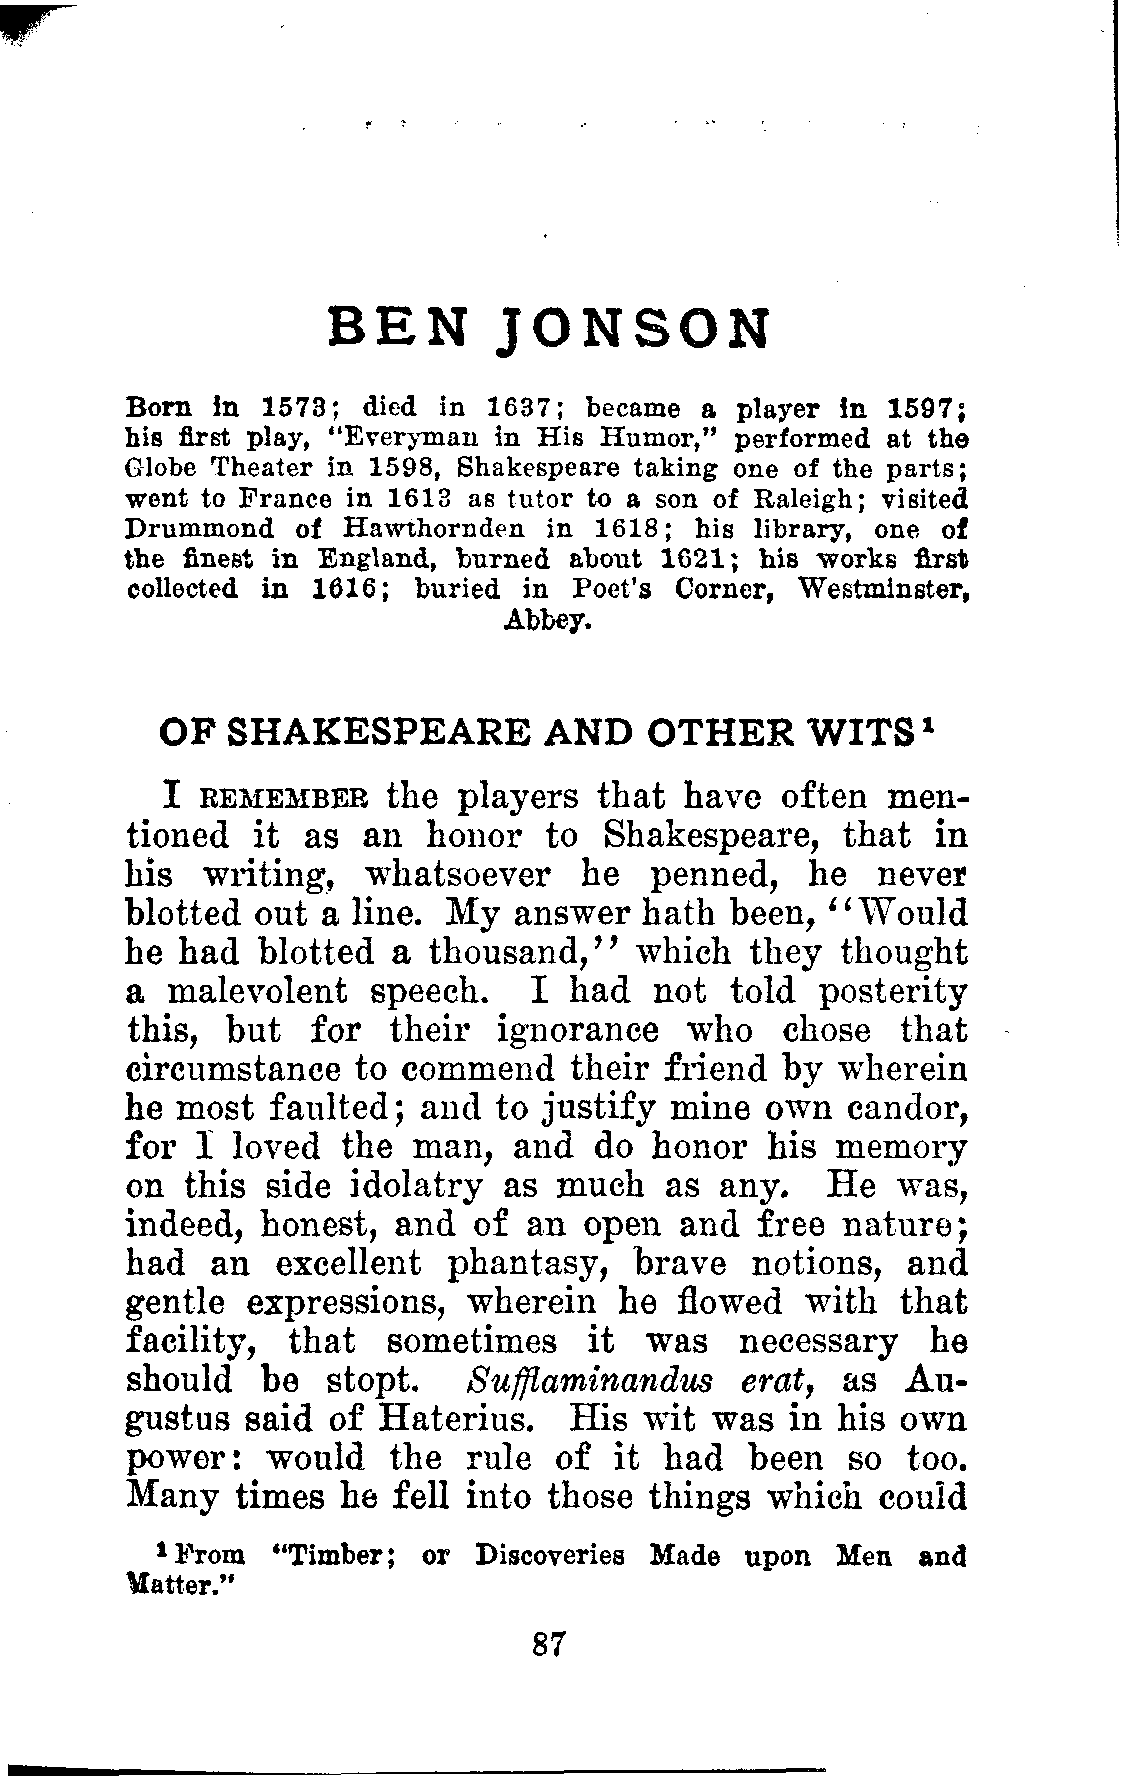 BEN JONSON
Born in 1573; died in 1637; became a player in 1597;
his first play, "Everyman in His Humor," performed at the
Globe Theater in 1598, Shakespeare taking one of the parts;
went to France in 1613 as tutor to a son of Raleigh; visited
Drummond of Hawthornden in 1618; his library, one of
the finest in England, burned about 1621; his works first
collected in 1616; buried in Poet's Corner, Westminster,
Abbey.
OF SHAKESPEARE AND OTHER WITS¹
I REMEMBER the players that have often men-
tioned it as an honor to Shakespeare, that in
his writing, whatsoever he penned, he never
blotted out a line. My answer hath been, "Would
he had blotted a thousand," which they thought
a malevolent speech. I had not told posterity
this, but for their ignorance who chose that
circumstance to commend their friend by wherein
he most faulted; and to justify mine own candor,
for I loved the man, and do honor his memory
on this side idolatry as much as any. He was,
indeed, honest, and of an open and free nature;
had an excellent phantasy, brave notions, and
gentle expressions, wherein he flowed with that
facility, that sometimes it was necessary he
should be stopt. Sufflaminandus erat, as Au-
gustus said of Haterius. His wit was in his own
power: would the rule of it had been so too.
Many times he fell into those things which could
¹ From "Timber; or Discoveries Made upon Men and
Matter."
87